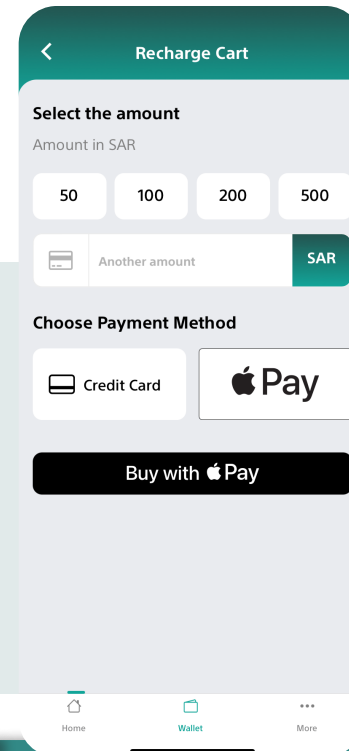 Recharge Cart
Select the amount
Amount in SAR
50 100 200 500
Another amount SAR
Choose Payment Method
Credit Card Pay
Buy with Pay
Home Wallet More